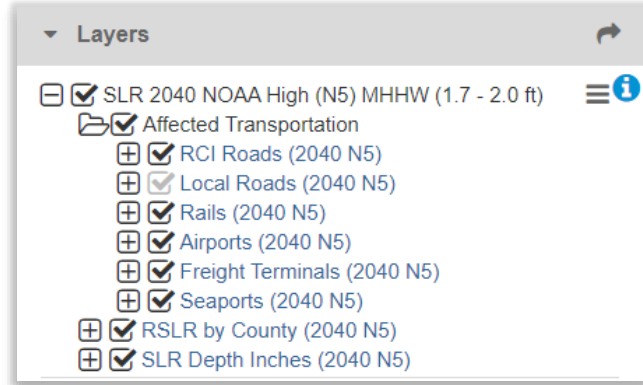 Layers
SLR 2040 NOAA High (N5) MHHW (1.7 - 2.0 ft)
Affected Transportation
RCI Roads (2040 N5)
Local Roads (2040 N5)
Rails (2040 N5)
Airports (2040 N5)
Freight Terminals (2040 N5)
Seaports (2040 N5)
RSLR by County (2040 N5)
SLR Depth Inches (2040 N5)